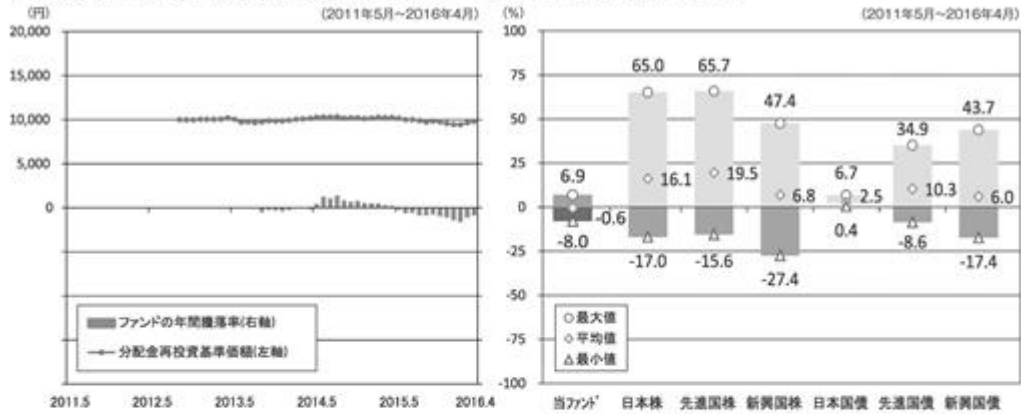 (円)
(2011年5月～2016年4月)
20,000
15,000
10,000
5,000
0
ファンドの年間騰落率(右軸)
分配金再投資基準価額(左軸)
2011.5 2012.5 2013.5 2014.5 2015.5 2016.4
(%)
(2011年5月～2016年4月)
100
75
50
25
0
-25
-50
-75
-100
6.9 65.0 65.7 47.4 6.7 34.9 43.7
-0.6 16.1 19.5 6.8 2.5 10.3 6.0
-8.0 -17.0 -15.6 -27.4 0.4 -8.6 -17.4
最大値
平均値
最小値
当ファンド 日本株 先進国株 新興国株 日本国債 先進国債 新興国債